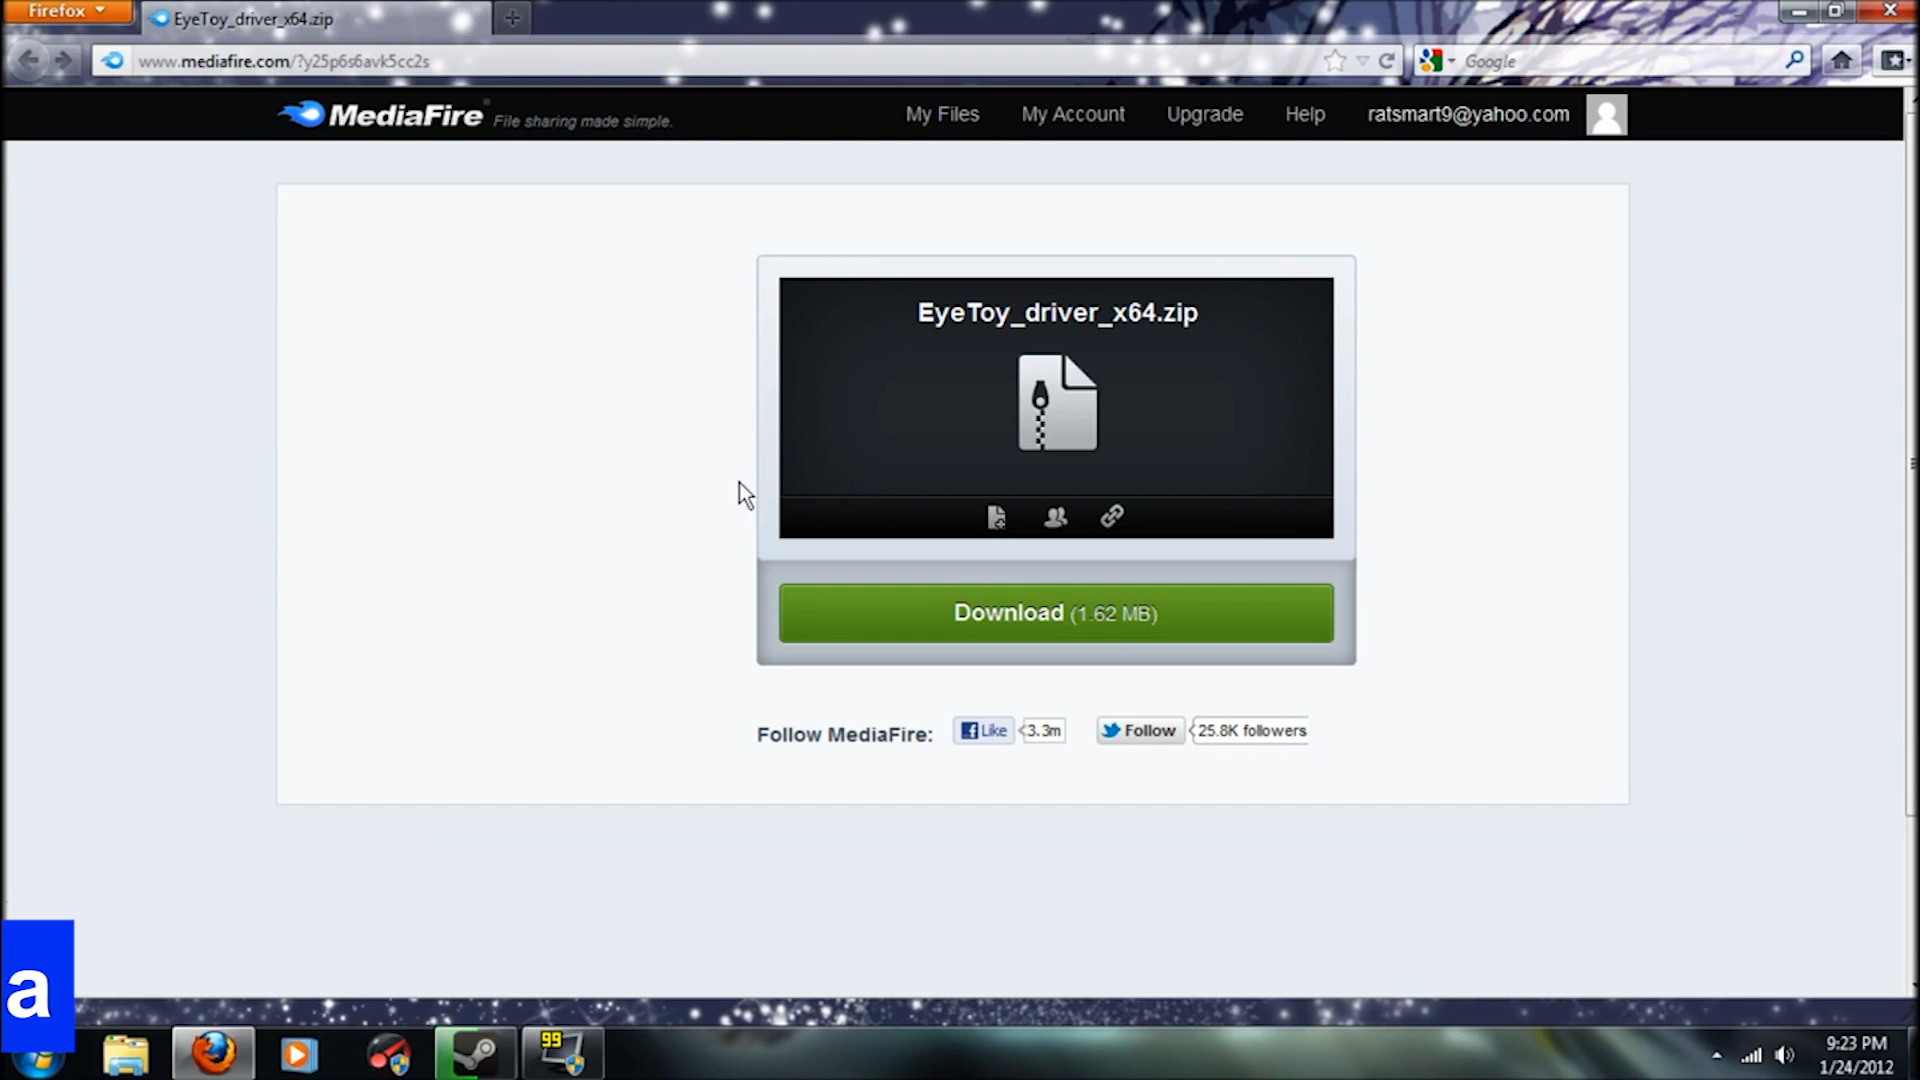 Firefox
EyeToy_driver_x64.zip
www.mediafire.com/?y25p6s6avk5cc2s
Google
MediaFire File sharing made simple.
My Files
My Account
Upgrade
Help
ratsmart9@yahoo.com
EyeToy_driver_x64.zip
Download (1.62 MB)
Follow MediaFire:
Like
3.3m
Follow
25.8K followers
a
99
9:23 PM
1/24/2012